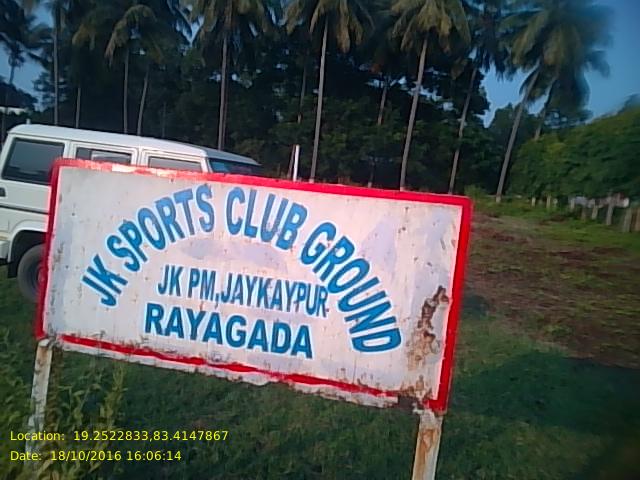 JK SPORTS CLUB GROUND
JK PM,JAYKAYPUR
RAYAGADA
Location: 19.2522833,83.4147867
Date: 18/10/2016 16:06:14